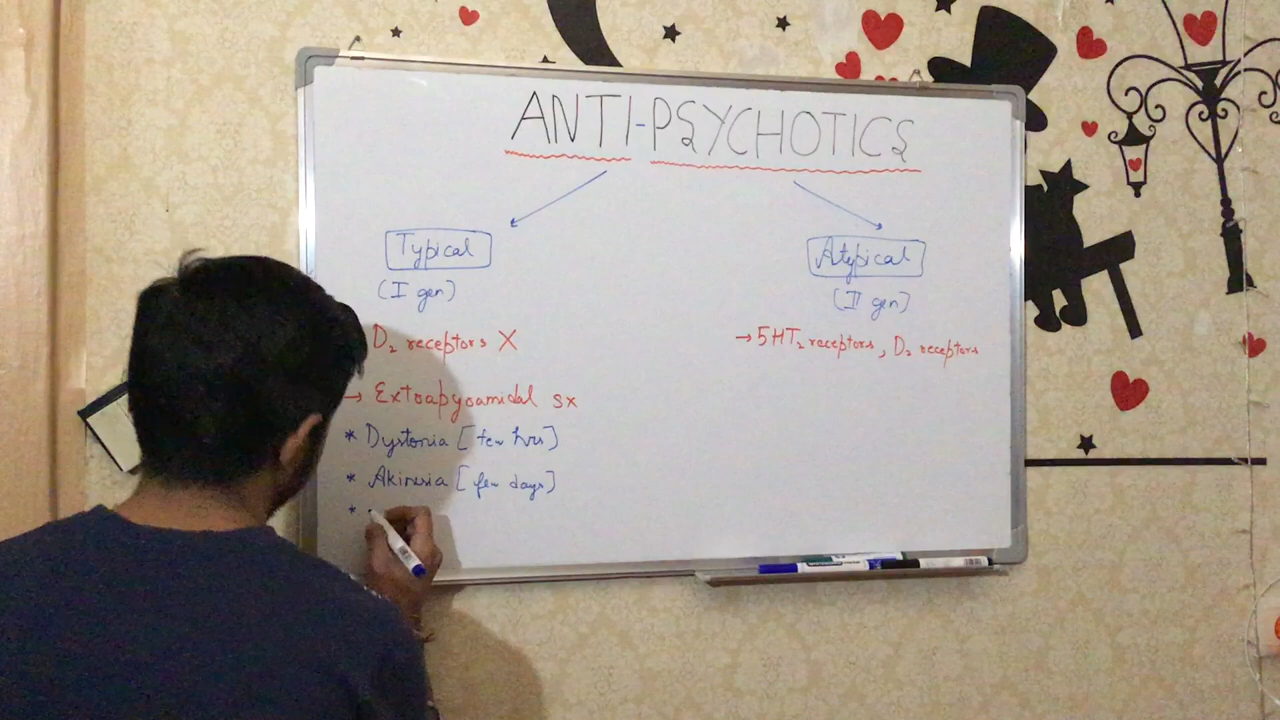 ANTI-PSYCHOTICS
Typical
(I gen)
D2 receptors X
→ Extrapyramidal sx
* Dystonia [few hrs]
* Akinesia [few days]
*
Atypical
(II gen)
→ 5HT2 receptors, D2 receptors